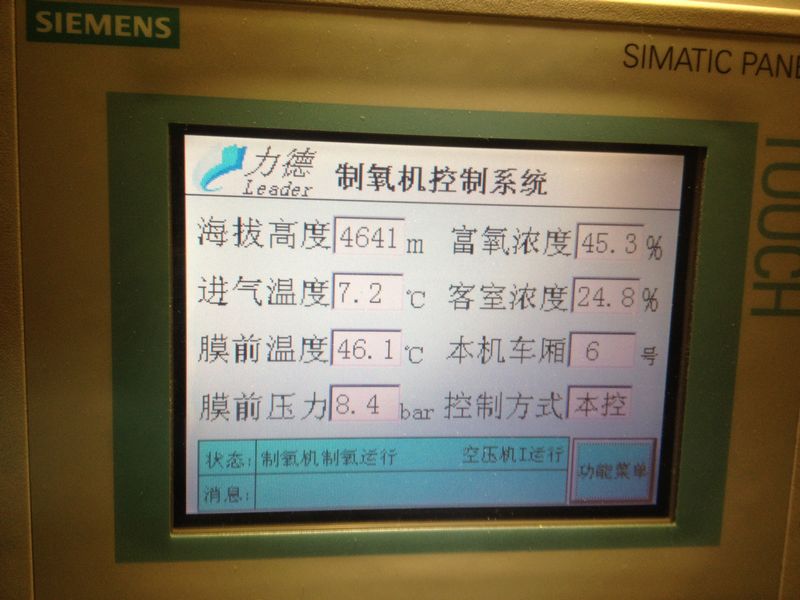 SIEMENS
SIMATIC PANE
TOUCH
力德
Leader
制氧机控制系统
海拔高度 4641 m 富氧浓度 45.3 %
进气温度 7.2 ℃ 客室浓度 24.8 %
膜前温度 46.1 ℃ 本机车厢 6 号
膜前压力 8.4 bar 控制方式 本控
状态: 制氧机制氧运行 空压机I运行
功能菜单
消息: